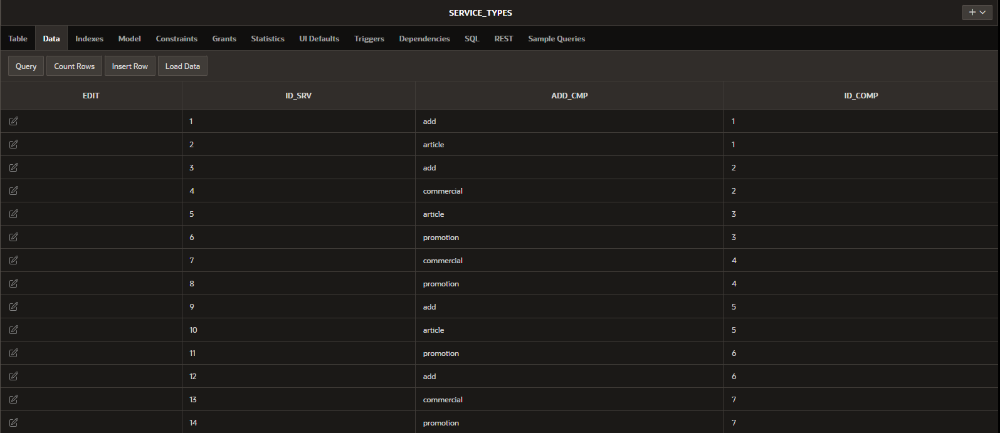 SERVICE_TYPES
Table Data Indexes Model Constraints Grants Statistics UI Defaults Triggers Dependencies SQL REST Sample Queries
Query Count Rows Insert Row Load Data
EDIT ID_SRV ADD_CMP ID_COMP
1 add 1
2 article 1
3 add 2
4 commercial 2
5 article 3
6 promotion 3
7 commercial 4
8 promotion 4
9 add 5
10 article 5
11 promotion 6
12 add 6
13 commercial 7
14 promotion 7